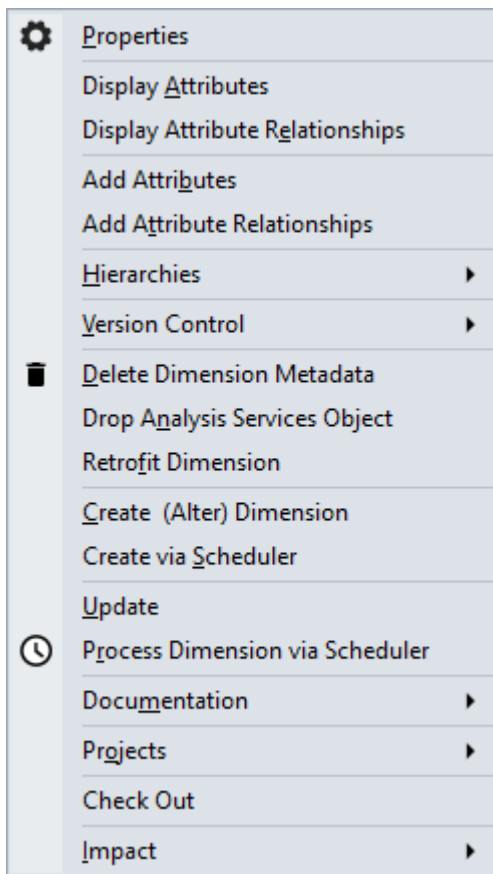 Properties
Display Attributes
Display Attribute Relationships
Add Attributes
Add Attribute Relationships
Hierarchies
Version Control
Delete Dimension Metadata
Drop Analysis Services Object
Retrofit Dimension
Create  (Alter) Dimension
Create via Scheduler
Update
Process Dimension via Scheduler
Documentation
Projects
Check Out
Impact